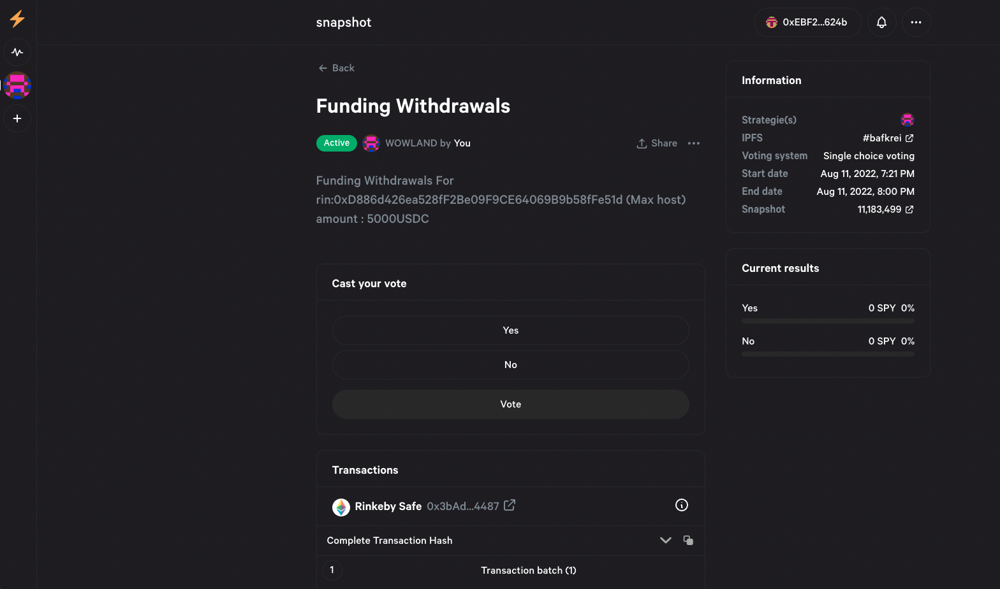 snapshot
0xEBF2...624b
Back
Funding Withdrawals
Active
WOWLAND by You
Share
Funding Withdrawals For
rin:0xD886d426ea528fF2Be09F9CE64069B9b58fFe51d (Max host)
amount : 5000USDC
Cast your vote
Yes
No
Vote
Transactions
Rinkeby Safe 0x3bAd...4487
Complete Transaction Hash
1
Transaction batch (1)
Information
Strategie(s)
IPFS #bafkrei
Voting system Single choice voting
Start date Aug 11, 2022, 7:21 PM
End date Aug 11, 2022, 8:00 PM
Snapshot 11,183,499
Current results
Yes 0 SPY 0%
No 0 SPY 0%